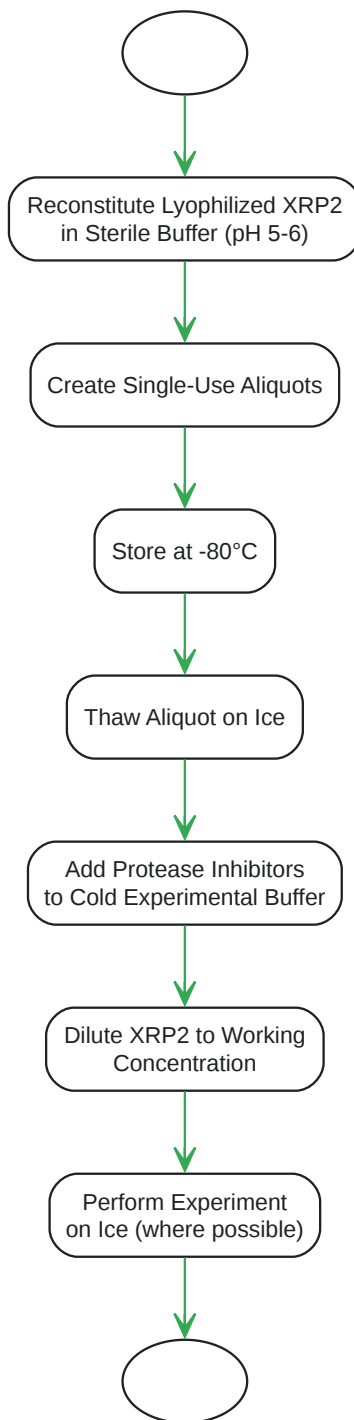 Reconstitute Lyophilized XRP2
in Sterile Buffer (pH 5-6)
Create Single-Use Aliquots
Store at -80°C
Thaw Aliquot on Ice
Add Protease Inhibitors
to Cold Experimental Buffer
Dilute XRP2 to Working
Concentration
Perform Experiment
on Ice (where possible)